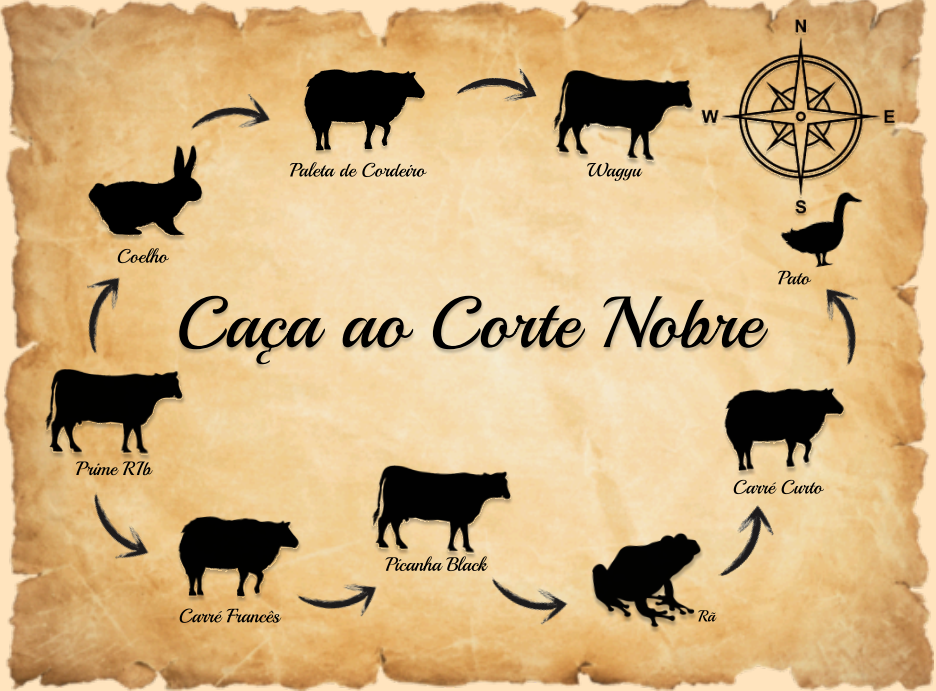 N
W
E
S
Paleta de Cordeiro
Wagyu
Coelho
Pato
Caça ao Corte Nobre
Prime RIb
Carré Curto
Picanha Black
Carré Francês
Rã